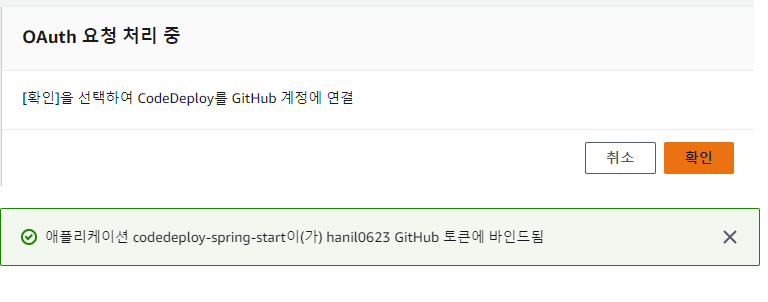 OAuth 요청 처리 중
[확인]을 선택하여 CodeDeploy를 GitHub 계정에 연결
취소 확인
애플리케이션 codedeploy-spring-start이(가) hanil0623 GitHub 토큰에 바인드됨